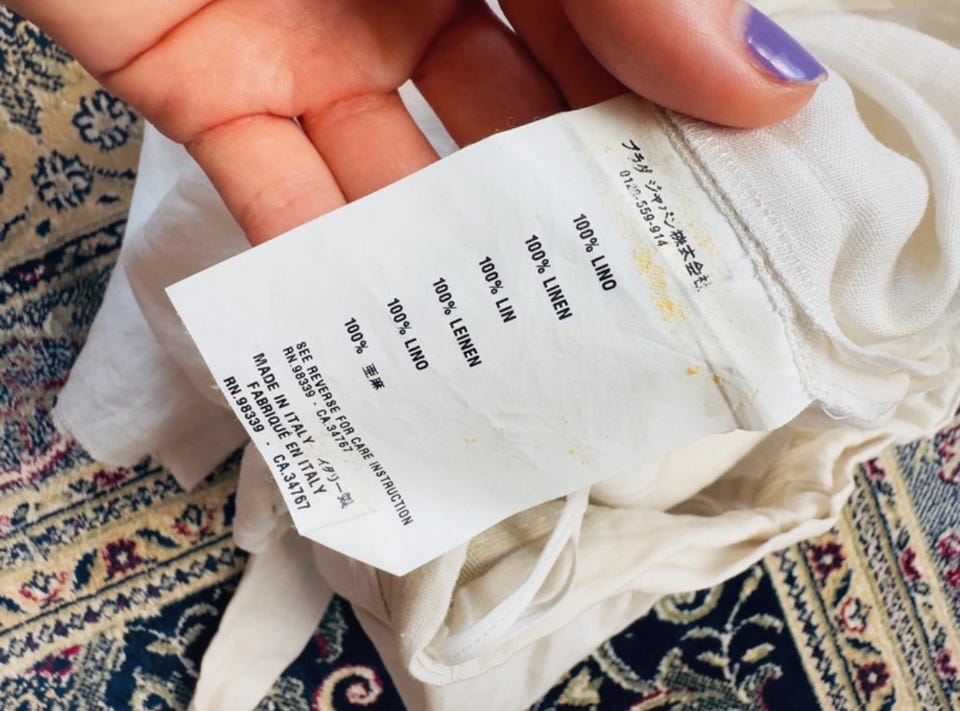 プラダ ジャパン株式会社
0120-559-914
100% LINO
100% LINEN
100% LIN
100% LEINEN
100% LINO
100% 亜麻
SEE REVERSE FOR CARE INSTRUCTION
RN.98339 - CA.34767
MADE IN ITALY イタリー製
FABRIQUÉ EN ITALY
RN.98339 - CA.34767